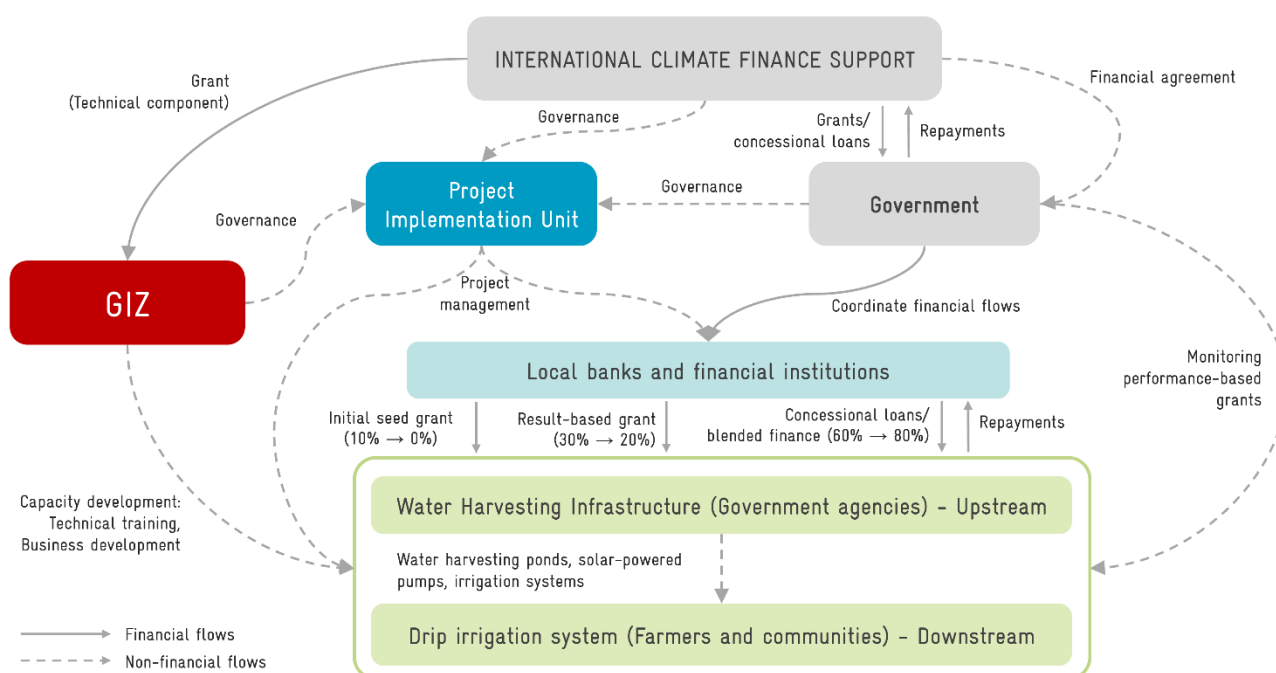 INTERNATIONAL CLIMATE FINANCE SUPPORT
Grant
(Technical component)
Financial agreement
Governance
Grants/
concessional loans
Repayments
Project
Implementation Unit
Governance
Government
Governance
GIZ
Project
management
Coordinate financial flows
Monitoring
performance-based
grants
Local banks and financial institutions
Initial seed grant
(10% → 0%)
Result-based grant
(30% → 20%)
Concessional loans/
blended finance (60% → 80%)
Repayments
Capacity development:
Technical training,
Business development
Water Harvesting Infrastructure (Government agencies) - Upstream
Water harvesting ponds, solar-powered
pumps, irrigation systems
Drip irrigation system (Farmers and communities) - Downstream
Financial flows
Non-financial flows